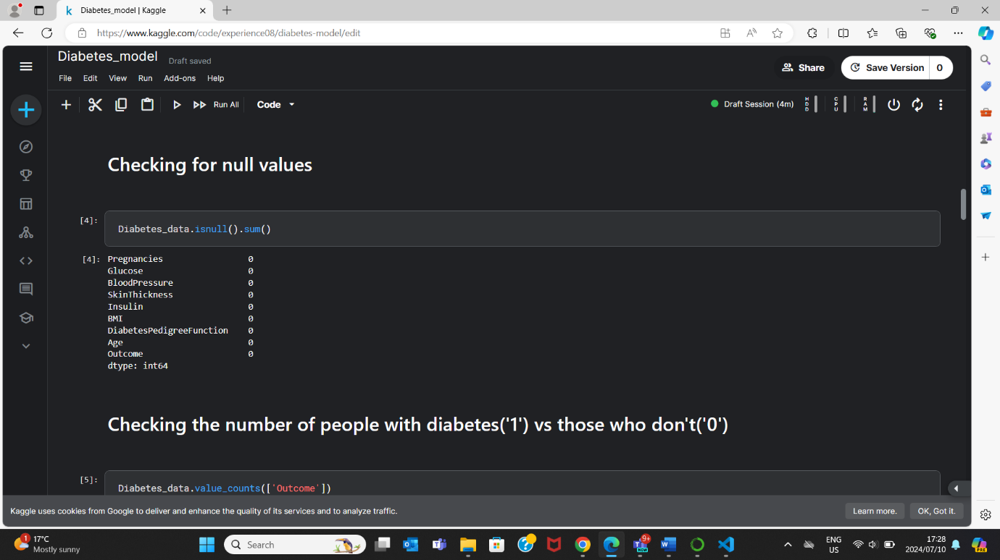 Diabetes_model | Kaggle
https://www.kaggle.com/code/experience08/diabetes-model/edit
Diabetes_model Draft saved
Share
Save Version 0
File Edit View Run Add-ons Help
Run All Code
Draft Session (4m)
HDD
CPU
RAM
Checking for null values
[4]:
Diabetes_data.isnull().sum()
[4]:
Pregnancies 0
Glucose 0
BloodPressure 0
SkinThickness 0
Insulin 0
BMI 0
DiabetesPedigreeFunction 0
Age 0
Outcome 0
dtype: int64
Checking the number of people with diabetes('1') vs those who don't('0')
[5]:
Diabetes_data.value_counts(['Outcome'])
Kaggle uses cookies from Google to deliver and enhance the quality of its services and to analyze traffic.
Learn more.
OK, Got it.
1
17°C
Mostly sunny
Search
9+
NEW
ENG
US
17:28
2024/07/10
PRE